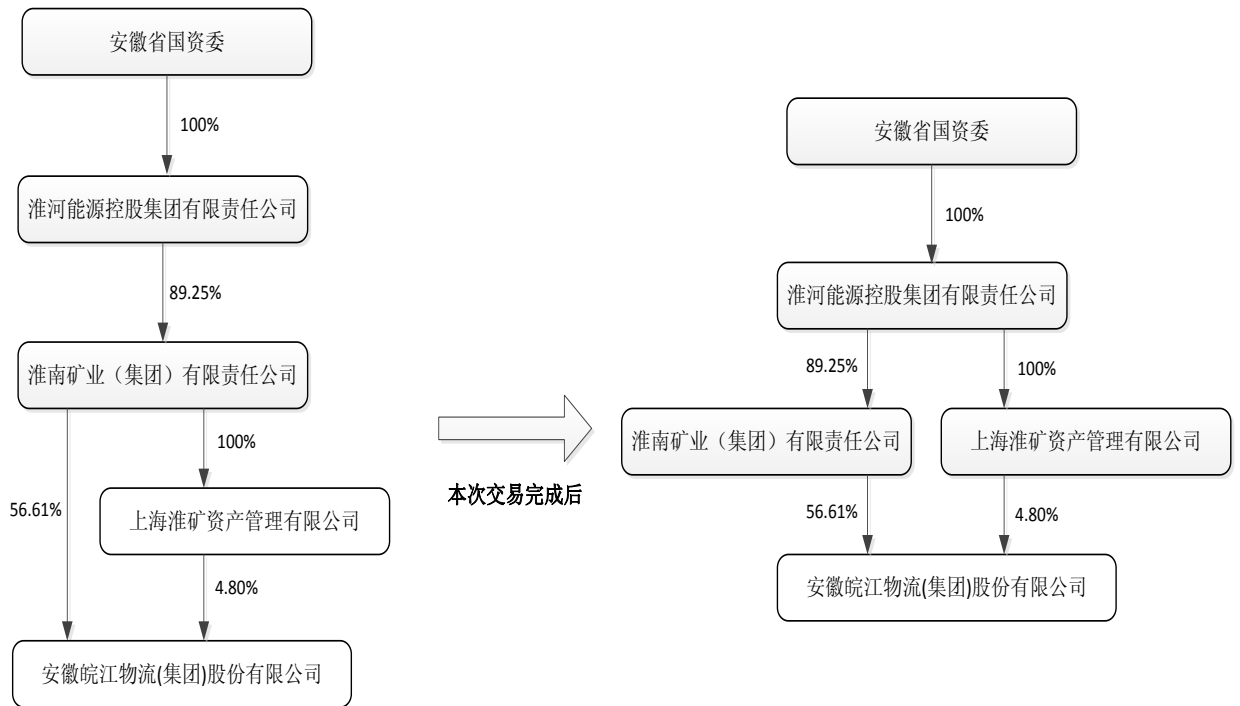 安徽省国资委
100%
淮河能源控股集团有限责任公司
89.25%
淮南矿业（集团）有限责任公司
100%
56.61%
上海淮矿资产管理有限公司
4.80%
安徽皖江物流(集团)股份有限公司
本次交易完成后
安徽省国资委
100%
淮河能源控股集团有限责任公司
89.25%
100%
淮南矿业（集团）有限责任公司
上海淮矿资产管理有限公司
56.61%
4.80%
安徽皖江物流(集团)股份有限公司